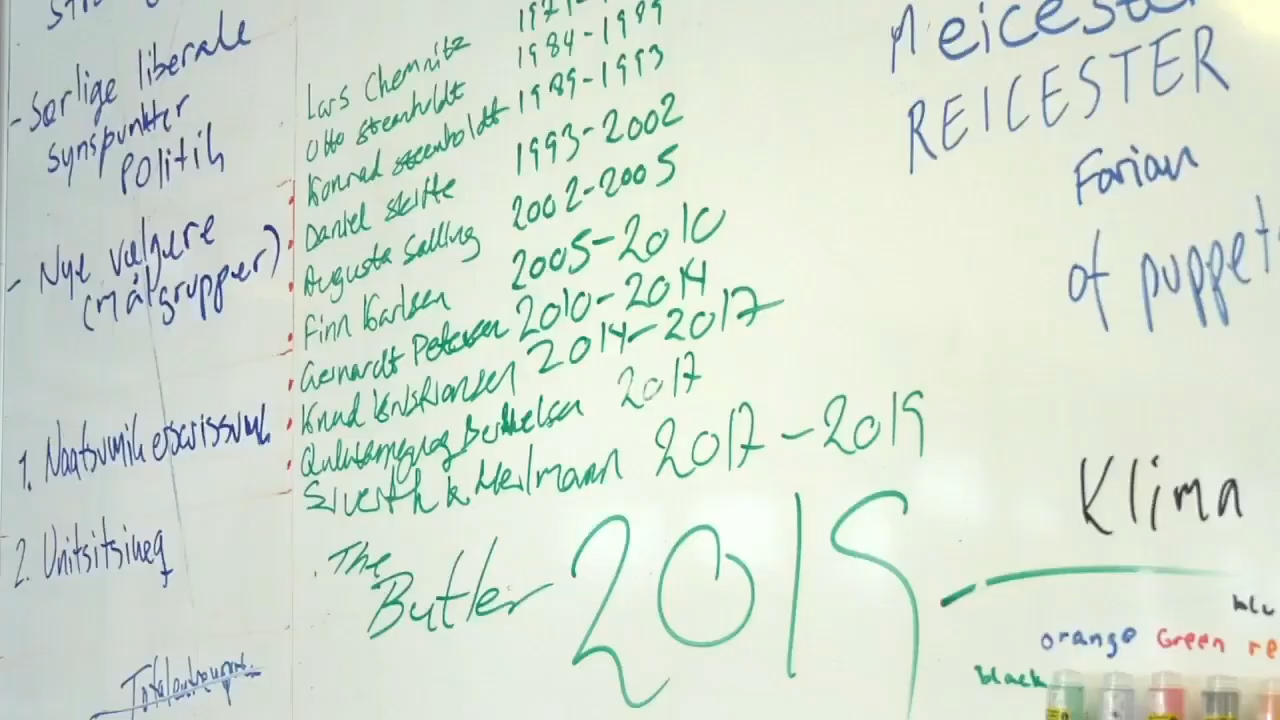 - Særlige liberale
synspunkter
Politik
- Nye vælgere
(målgrupper)
1. Naatsumik
2. Unitsitsineq
Lars Chemnitz
Otto Steenholdt 1984-1989
Konrad Steenholdt 1989-1993
Daniel Skifte 1993-2002
Augusta Salling 2002-2005
Finn Karlsen 2005-2010
Gerhardt Petersen 2010-2014
Knud Kristiansen 2014-2017
Qulutannguaq Berthelsen 2017
Siverth K Heilmann 2017-2019
. The
Butler 2019 -
REICESTER
Farian
of puppet
Klima
orange Green re
black